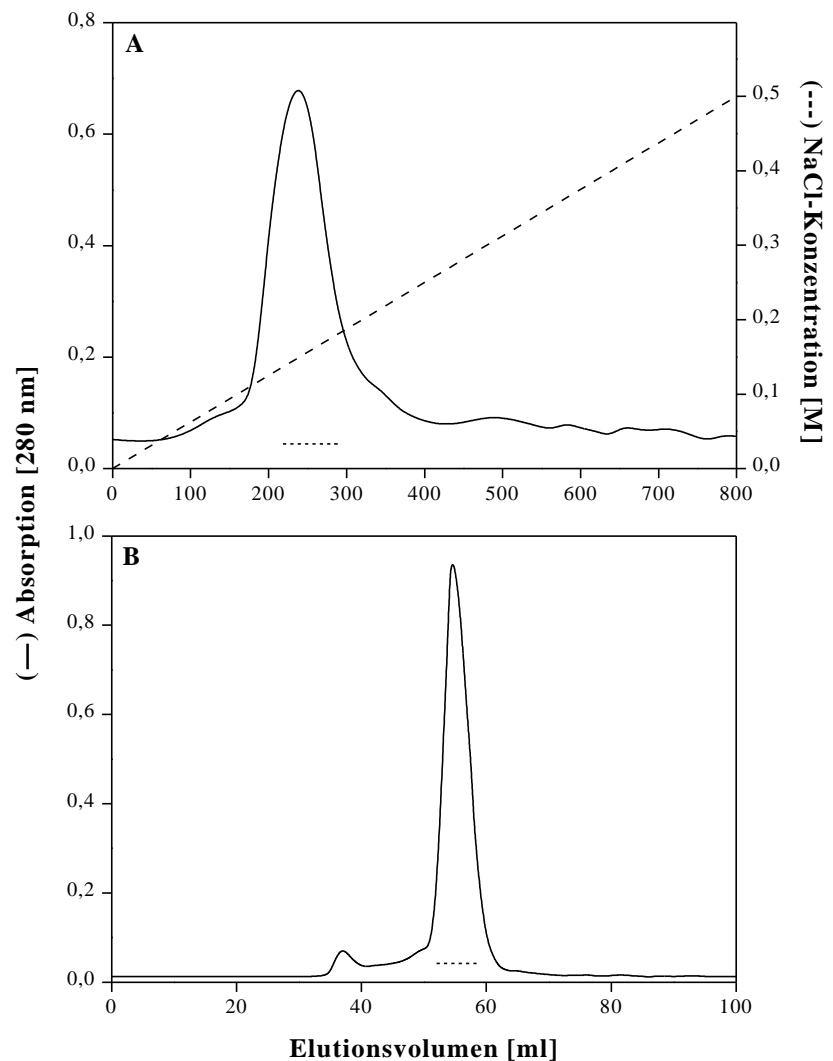 A
0,8
0,6
0,4
0,2
0,0
0 100 200 300 400 500 600 700 800
0,5
0,4
0,3
0,2
0,1
0,0
(---) NaCl-Konzentration [M]
(—) Absorption [280 nm]
B
1,0
0,8
0,6
0,4
0,2
0,0
0 20 40 60 80 100
Elutionsvolumen [ml]